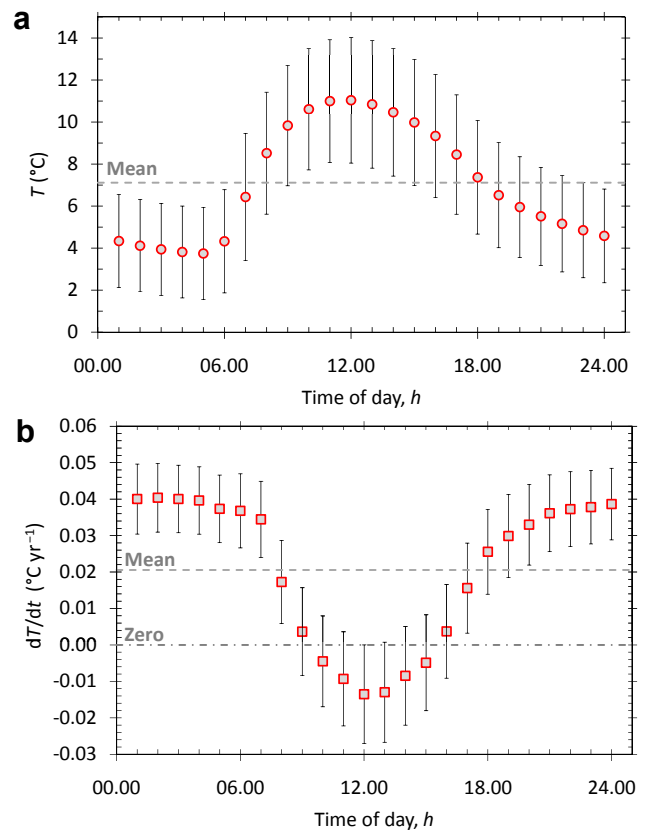 a
14
12
10
8
6
4
2
0
T (°C)
Mean
00.00 06.00 12.00 18.00 24.00
Time of day, h
b
0.06
0.05
0.04
0.03
0.02
0.01
0.00
-0.01
-0.02
-0.03
dT/dt (°C yr⁻¹)
Mean
Zero
00.00 06.00 12.00 18.00 24.00
Time of day, h